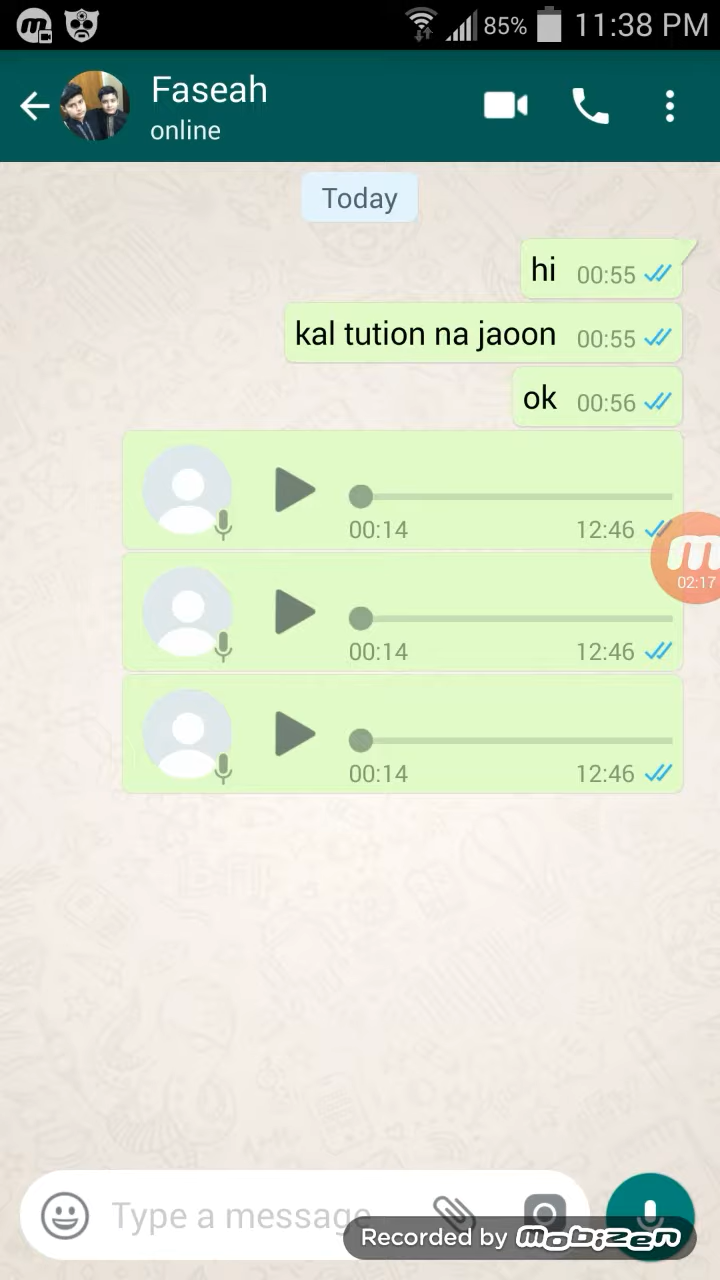 85% 11:38 PM
Faseah
online
Today
hi 00:55
kal tution na jaoon 00:55
ok 00:56
00:14 12:46
02:17
00:14 12:46
00:14 12:46
Type a message
Recorded by mobizen